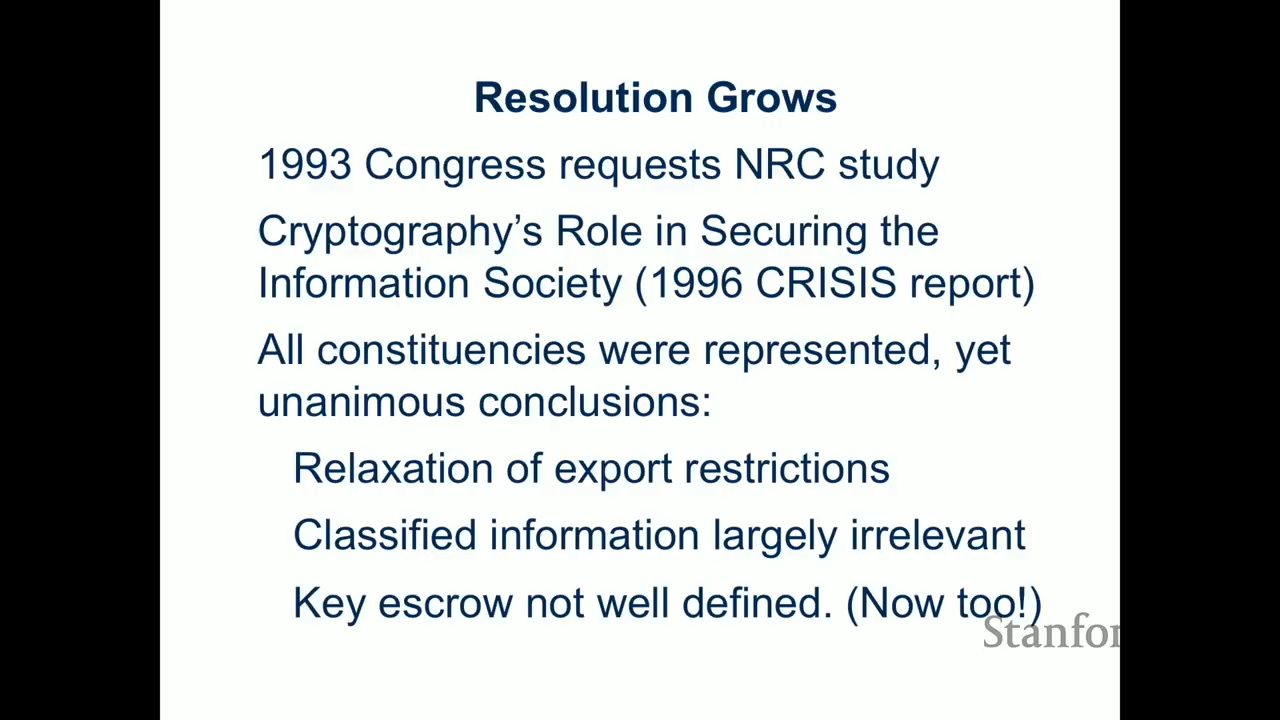 Resolution Grows
1993 Congress requests NRC study
Cryptography’s Role in Securing the
Information Society (1996 CRISIS report)
All constituencies were represented, yet
unanimous conclusions:
Relaxation of export restrictions
Classified information largely irrelevant
Key escrow not well defined. (Now too!)
Stanfor